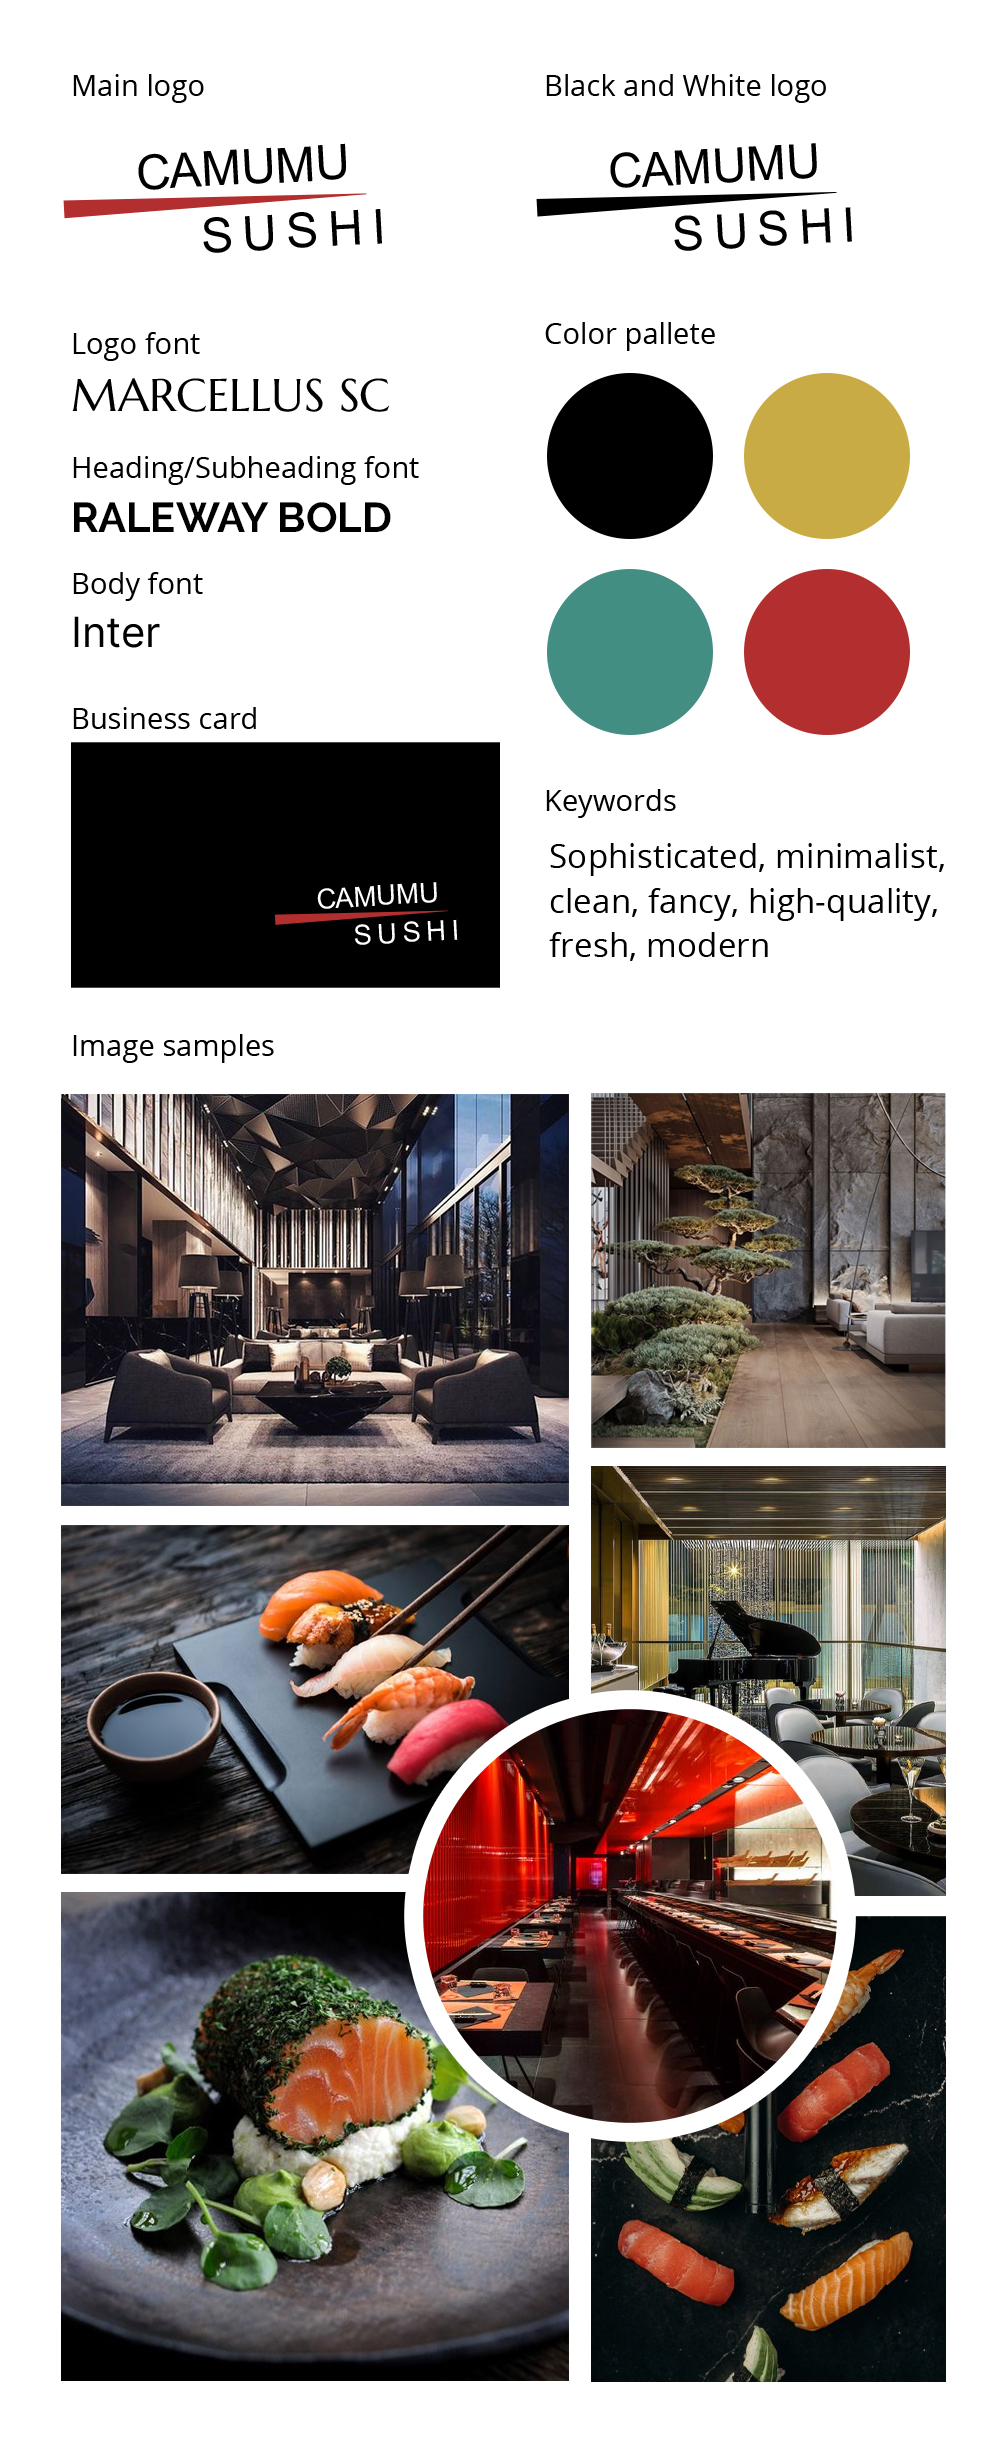 Main logo
CAMUMU
SUSHI
Black and White logo
CAMUMU
SUSHI
Logo font
MARCELLUS SC
Heading/Subheading font
RALEWAY BOLD
Body font
Inter
Color pallete
Business card
CAMUMU
SUSHI
Keywords
Sophisticated, minimalist,
clean, fancy, high-quality,
fresh, modern
Image samples